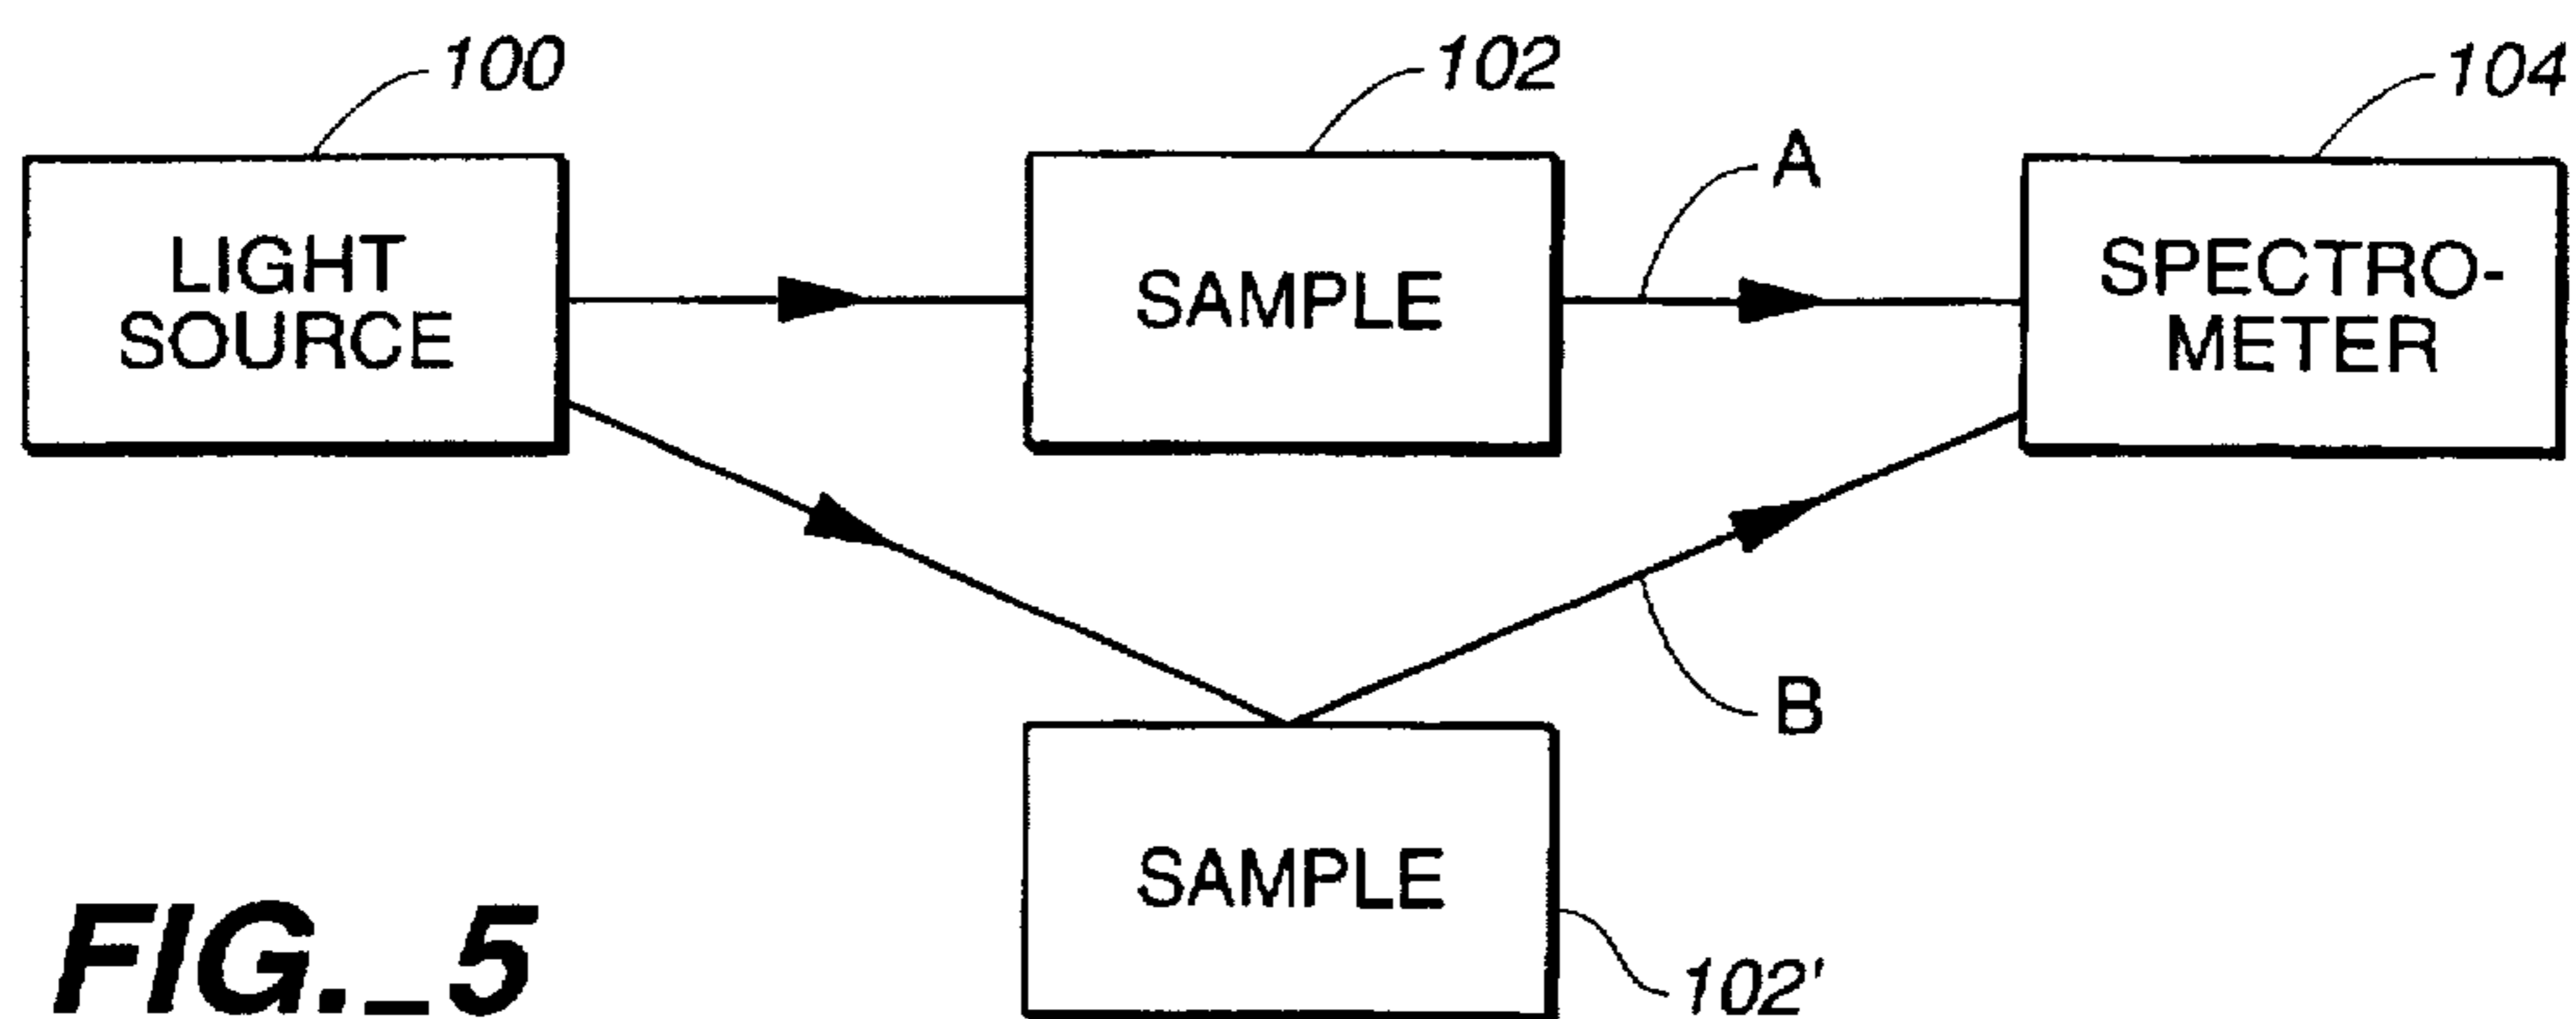 100
102
104
LIGHT
SOURCE
SAMPLE
A
SPECTRO-
METER
B
SAMPLE
102'
FIG._5